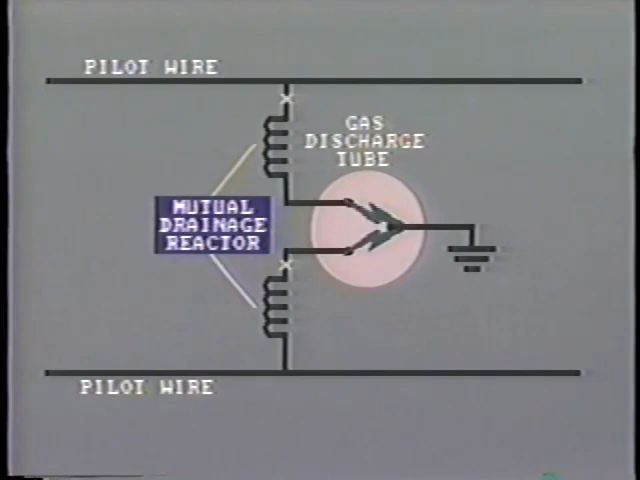 PILOT WIRE
GAS
DISCHARGE
TUBE
MUTUAL
DRAINAGE
REACTOR
PILOT WIRE